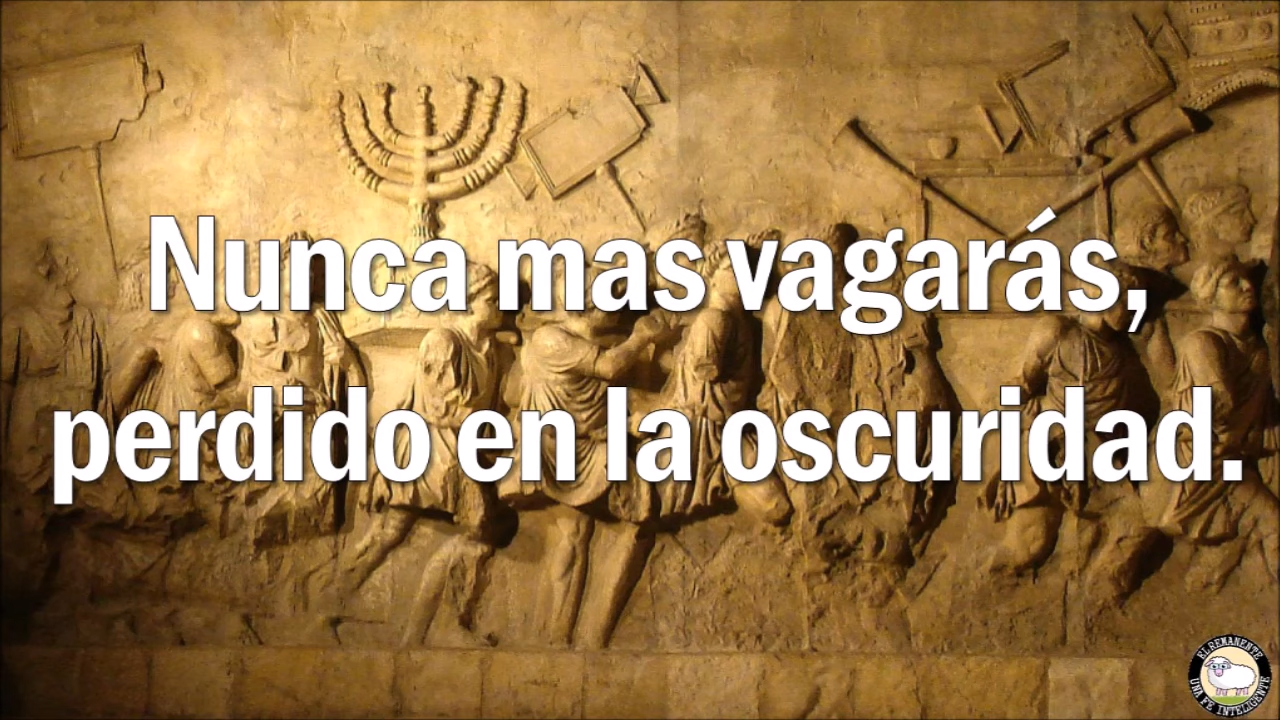 Nunca mas vagarás,
perdido en la oscuridad.
EL REMANENTE
UNA FE INTELIGENTE